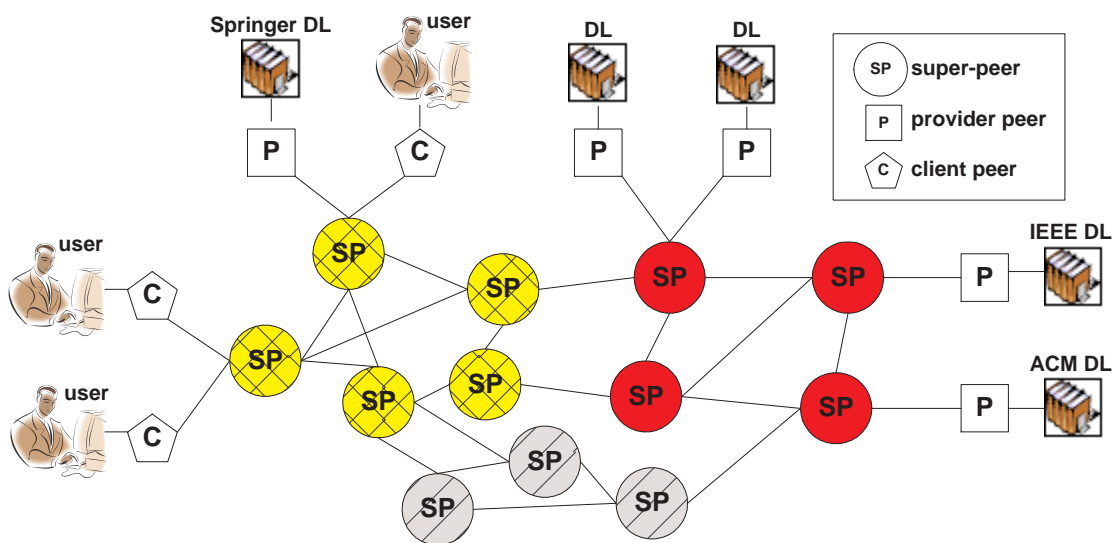 Springer DL
user
DL
DL
SP super-peer
P provider peer
C client peer
P
C
P
P
user
IEEE DL
SP
SP
SP
SP
P
C
SP
user
ACM DL
SP
SP
SP
SP
P
C
SP
SP
SP